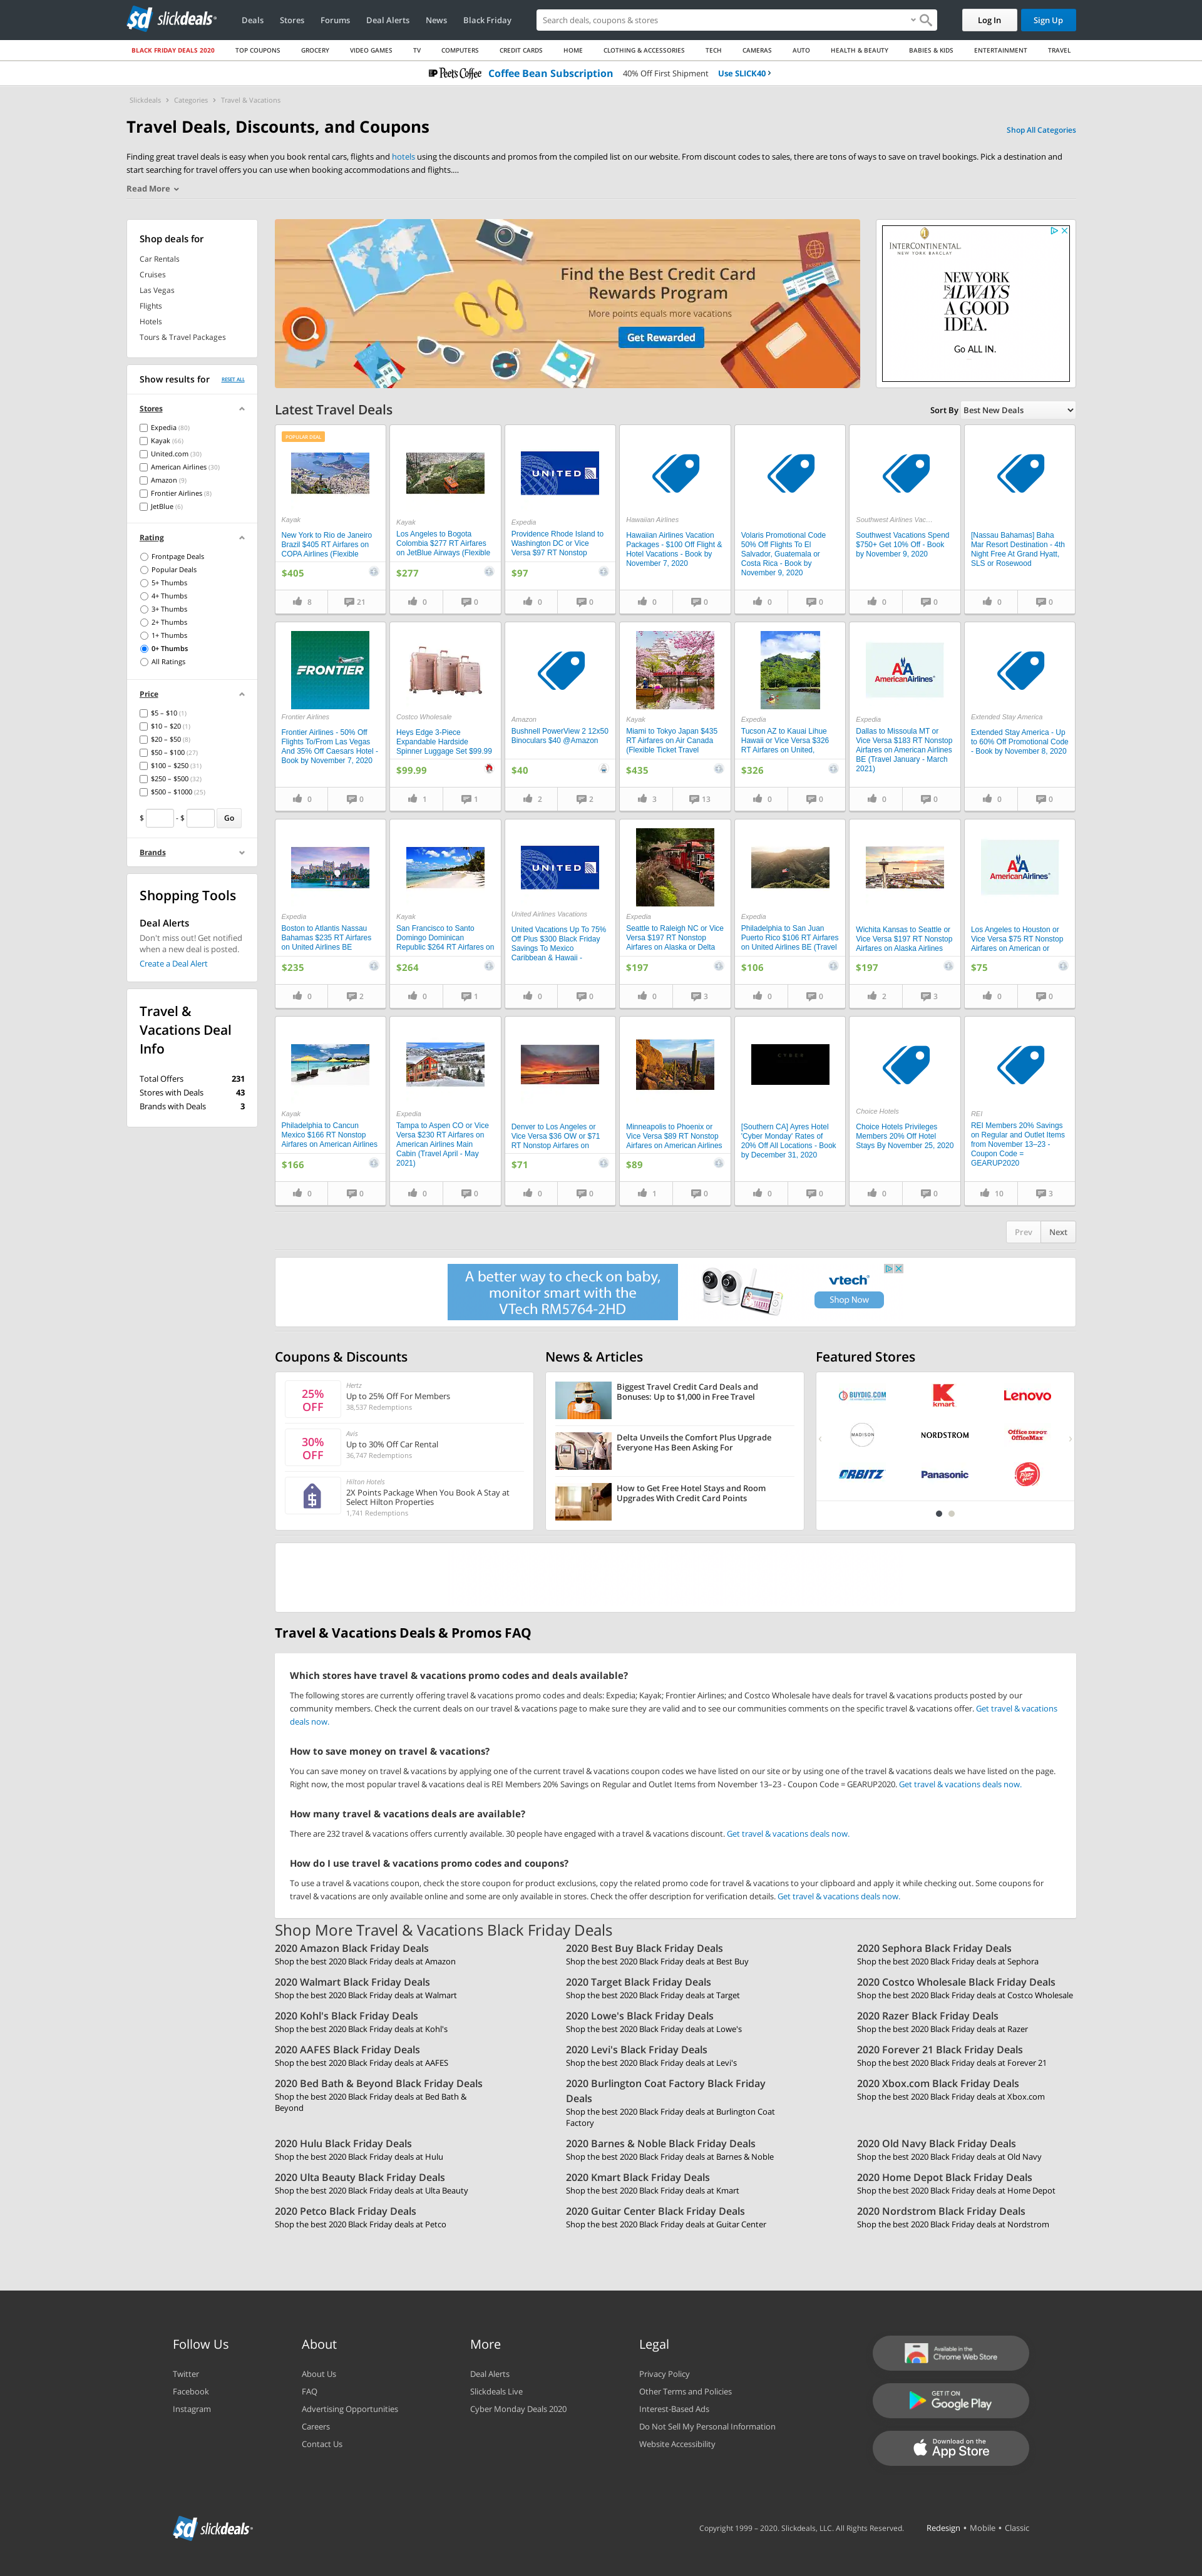 sd slickdeals
Deals
Stores
Forums
Deal Alerts
News
Black Friday
Search deals, coupons & stores
Log In
Sign Up
BLACK FRIDAY DEALS 2020
TOP COUPONS
GROCERY
VIDEO GAMES
TV
COMPUTERS
CREDIT CARDS
HOME
CLOTHING & ACCESSORIES
TECH
CAMERAS
AUTO
HEALTH & BEAUTY
BABIES & KIDS
ENTERTAINMENT
TRAVEL
Peet's Coffee Coffee Bean Subscription 40% Off First Shipment Use SLICK40 >
Slickdeals > Categories > Travel & Vacations
Travel Deals, Discounts, and Coupons
Shop All Categories
Finding great travel deals is easy when you book rental cars, flights and hotels using the discounts and promos from the compiled list on our website. From discount codes to sales, there are tons of ways to save on travel bookings. Pick a destination and
start searching for travel offers you can use when booking accommodations and flights....
Read More
Shop deals for
Car Rentals
Cruises
Las Vegas
Flights
Hotels
Tours & Travel Packages
Show results for
RESET ALL
Stores
Expedia (80)
Kayak (66)
United.com (30)
American Airlines (30)
Amazon (9)
Frontier Airlines (8)
JetBlue (6)
Rating
Frontpage Deals
Popular Deals
5+ Thumbs
4+ Thumbs
3+ Thumbs
2+ Thumbs
1+ Thumbs
0+ Thumbs
All Ratings
Price
$5 – $10 (1)
$10 – $20 (1)
$20 – $50 (8)
$50 – $100 (27)
$100 – $250 (31)
$250 – $500 (32)
$500 – $1000 (25)
$ - $ Go
Brands
Shopping Tools
Deal Alerts
Don't miss out! Get notified
when a new deal is posted.
Create a Deal Alert
Travel &
Vacations Deal
Info
Total Offers 231
Stores with Deals 43
Brands with Deals 3
Find the Best Credit Card
Rewards Program
More points equals more vacations
Get Rewarded
INTERCONTINENTAL.
NEW YORK BARCLAY
NEW YORK
IS ALWAYS
A GOOD
IDEA.
Go ALL IN.
Latest Travel Deals
Sort By Best New Deals
POPULAR DEAL
Kayak
New York to Rio de Janeiro
Brazil $405 RT Airfares on
COPA Airlines (Flexible
$405
8 21
Kayak
Los Angeles to Bogota
Colombia $277 RT Airfares
on JetBlue Airways (Flexible
$277
0 0
UNITED
Expedia
Providence Rhode Island to
Washington DC or Vice
Versa $97 RT Nonstop
$97
0 0
Hawaiian Airlines
Hawaiian Airlines Vacation
Packages - $100 Off Flight &
Hotel Vacations - Book by
November 7, 2020
0 0
Volaris Promotional Code
50% Off Flights To El
Salvador, Guatemala or
Costa Rica - Book by
November 9, 2020
0 0
Southwest Airlines Vac...
Southwest Vacations Spend
$750+ Get 10% Off - Book
by November 9, 2020
0 0
[Nassau Bahamas] Baha
Mar Resort Destination - 4th
Night Free At Grand Hyatt,
SLS or Rosewood
0 0
FRONTIER
Frontier Airlines
Frontier Airlines - 50% Off
Flights To/From Las Vegas
And 35% Off Caesars Hotel -
Book by November 7, 2020
0 0
Costco Wholesale
Heys Edge 3-Piece
Expandable Hardside
Spinner Luggage Set $99.99
$99.99
1 1
Amazon
Bushnell PowerView 2 12x50
Binoculars $40 @Amazon
$40
2 2
Kayak
Miami to Tokyo Japan $435
RT Airfares on Air Canada
(Flexible Ticket Travel
$435
3 13
Expedia
Tucson AZ to Kauai Lihue
Hawaii or Vice Versa $326
RT Airfares on United,
$326
0 0
AA
AmericanAirlines
Expedia
Dallas to Missoula MT or
Vice Versa $183 RT Nonstop
Airfares on American Airlines
BE (Travel January - March
2021)
0 0
Extended Stay America
Extended Stay America - Up
to 60% Off Promotional Code
- Book by November 8, 2020
0 0
Expedia
Boston to Atlantis Nassau
Bahamas $235 RT Airfares
on United Airlines BE
$235
0 2
Kayak
San Francisco to Santo
Domingo Dominican
Republic $264 RT Airfares on
$264
0 1
UNITED
United Airlines Vacations
United Vacations Up To 75%
Off Plus $300 Black Friday
Savings To Mexico
Caribbean & Hawaii -
0 0
Expedia
Seattle to Raleigh NC or Vice
Versa $197 RT Nonstop
Airfares on Alaska or Delta
$197
0 3
Expedia
Philadelphia to San Juan
Puerto Rico $106 RT Airfares
on United Airlines BE (Travel
$106
0 0
Wichita Kansas to Seattle or
Vice Versa $197 RT Nonstop
Airfares on Alaska Airlines
$197
2 3
AA
AmericanAirlines
Los Angeles to Houston or
Vice Versa $75 RT Nonstop
Airfares on American or
$75
0 0
Kayak
Philadelphia to Cancun
Mexico $166 RT Nonstop
Airfares on American Airlines
$166
0 0
Expedia
Tampa to Aspen CO or Vice
Versa $230 RT Airfares on
American Airlines Main
Cabin (Travel April - May
2021)
0 0
Denver to Los Angeles or
Vice Versa $36 OW or $71
RT Nonstop Airfares on
$71
0 0
Minneapolis to Phoenix or
Vice Versa $89 RT Nonstop
Airfares on American Airlines
$89
1 0
CYBER
[Southern CA] Ayres Hotel
'Cyber Monday' Rates of
20% Off All Locations - Book
by December 31, 2020
0 0
Choice Hotels
Choice Hotels Privileges
Members 20% Off Hotel
Stays By November 25, 2020
0 0
REI
REI Members 20% Savings
on Regular and Outlet Items
from November 13–23 -
Coupon Code =
GEARUP2020
10 3
Prev Next
A better way to check on baby,
monitor smart with the
VTech RM5764-2HD
vtech
Shop Now
Coupons & Discounts
25%
OFF
Hertz
Up to 25% Off For Members
38,537 Redemptions
30%
OFF
Avis
Up to 30% Off Car Rental
36,747 Redemptions
Hilton Hotels
2X Points Package When You Book A Stay at
Select Hilton Properties
1,741 Redemptions
News & Articles
Biggest Travel Credit Card Deals and
Bonuses: Up to $1,000 in Free Travel
Delta Unveils the Comfort Plus Upgrade
Everyone Has Been Asking For
How to Get Free Hotel Stays and Room
Upgrades With Credit Card Points
Featured Stores
BUYDIG.COM
K kmart
Lenovo
MADISON
NORDSTROM
Office DEPOT
OfficeMax
ORBITZ
Panasonic
Pizza Hut
Travel & Vacations Deals & Promos FAQ
Which stores have travel & vacations promo codes and deals available?
The following stores are currently offering travel & vacations promo codes and deals: Expedia; Kayak; Frontier Airlines; and Costco Wholesale have deals for travel & vacations products posted by our
community members. Check the current deals on our travel & vacations page to make sure they are valid and to see our communities comments on the specific travel & vacations offer. Get travel & vacations
deals now.
How to save money on travel & vacations?
You can save money on travel & vacations by applying one of the current travel & vacations coupon codes we have listed on our site or by using one of the travel & vacations deals we have listed on the page.
Right now, the most popular travel & vacations deal is REI Members 20% Savings on Regular and Outlet Items from November 13–23 - Coupon Code = GEARUP2020. Get travel & vacations deals now.
How many travel & vacations deals are available?
There are 232 travel & vacations offers currently available. 30 people have engaged with a travel & vacations discount. Get travel & vacations deals now.
How do I use travel & vacations promo codes and coupons?
To use a travel & vacations coupon, check the store coupon for product exclusions, copy the related promo code for travel & vacations to your clipboard and apply it while checking out. Some coupons for
travel & vacations are only available online and some are only available in stores. Check the offer description for verification details. Get travel & vacations deals now.
Shop More Travel & Vacations Black Friday Deals
2020 Amazon Black Friday Deals
Shop the best 2020 Black Friday deals at Amazon
2020 Best Buy Black Friday Deals
Shop the best 2020 Black Friday deals at Best Buy
2020 Sephora Black Friday Deals
Shop the best 2020 Black Friday deals at Sephora
2020 Walmart Black Friday Deals
Shop the best 2020 Black Friday deals at Walmart
2020 Target Black Friday Deals
Shop the best 2020 Black Friday deals at Target
2020 Costco Wholesale Black Friday Deals
Shop the best 2020 Black Friday deals at Costco Wholesale
2020 Kohl's Black Friday Deals
Shop the best 2020 Black Friday deals at Kohl's
2020 Lowe's Black Friday Deals
Shop the best 2020 Black Friday deals at Lowe's
2020 Razer Black Friday Deals
Shop the best 2020 Black Friday deals at Razer
2020 AAFES Black Friday Deals
Shop the best 2020 Black Friday deals at AAFES
2020 Levi's Black Friday Deals
Shop the best 2020 Black Friday deals at Levi's
2020 Forever 21 Black Friday Deals
Shop the best 2020 Black Friday deals at Forever 21
2020 Bed Bath & Beyond Black Friday Deals
Shop the best 2020 Black Friday deals at Bed Bath &
Beyond
2020 Burlington Coat Factory Black Friday
Deals
Shop the best 2020 Black Friday deals at Burlington Coat
Factory
2020 Xbox.com Black Friday Deals
Shop the best 2020 Black Friday deals at Xbox.com
2020 Hulu Black Friday Deals
Shop the best 2020 Black Friday deals at Hulu
2020 Barnes & Noble Black Friday Deals
Shop the best 2020 Black Friday deals at Barnes & Noble
2020 Old Navy Black Friday Deals
Shop the best 2020 Black Friday deals at Old Navy
2020 Ulta Beauty Black Friday Deals
Shop the best 2020 Black Friday deals at Ulta Beauty
2020 Kmart Black Friday Deals
Shop the best 2020 Black Friday deals at Kmart
2020 Home Depot Black Friday Deals
Shop the best 2020 Black Friday deals at Home Depot
2020 Petco Black Friday Deals
Shop the best 2020 Black Friday deals at Petco
2020 Guitar Center Black Friday Deals
Shop the best 2020 Black Friday deals at Guitar Center
2020 Nordstrom Black Friday Deals
Shop the best 2020 Black Friday deals at Nordstrom
Follow Us
Twitter
Facebook
Instagram
About
About Us
FAQ
Advertising Opportunities
Careers
Contact Us
More
Deal Alerts
Slickdeals Live
Cyber Monday Deals 2020
Legal
Privacy Policy
Other Terms and Policies
Interest-Based Ads
Do Not Sell My Personal Information
Website Accessibility
Available in the
Chrome Web Store
GET IT ON
Google Play
Download on the
App Store
sd slickdeals
Copyright 1999 – 2020. Slickdeals, LLC. All Rights Reserved.
Redesign • Mobile • Classic